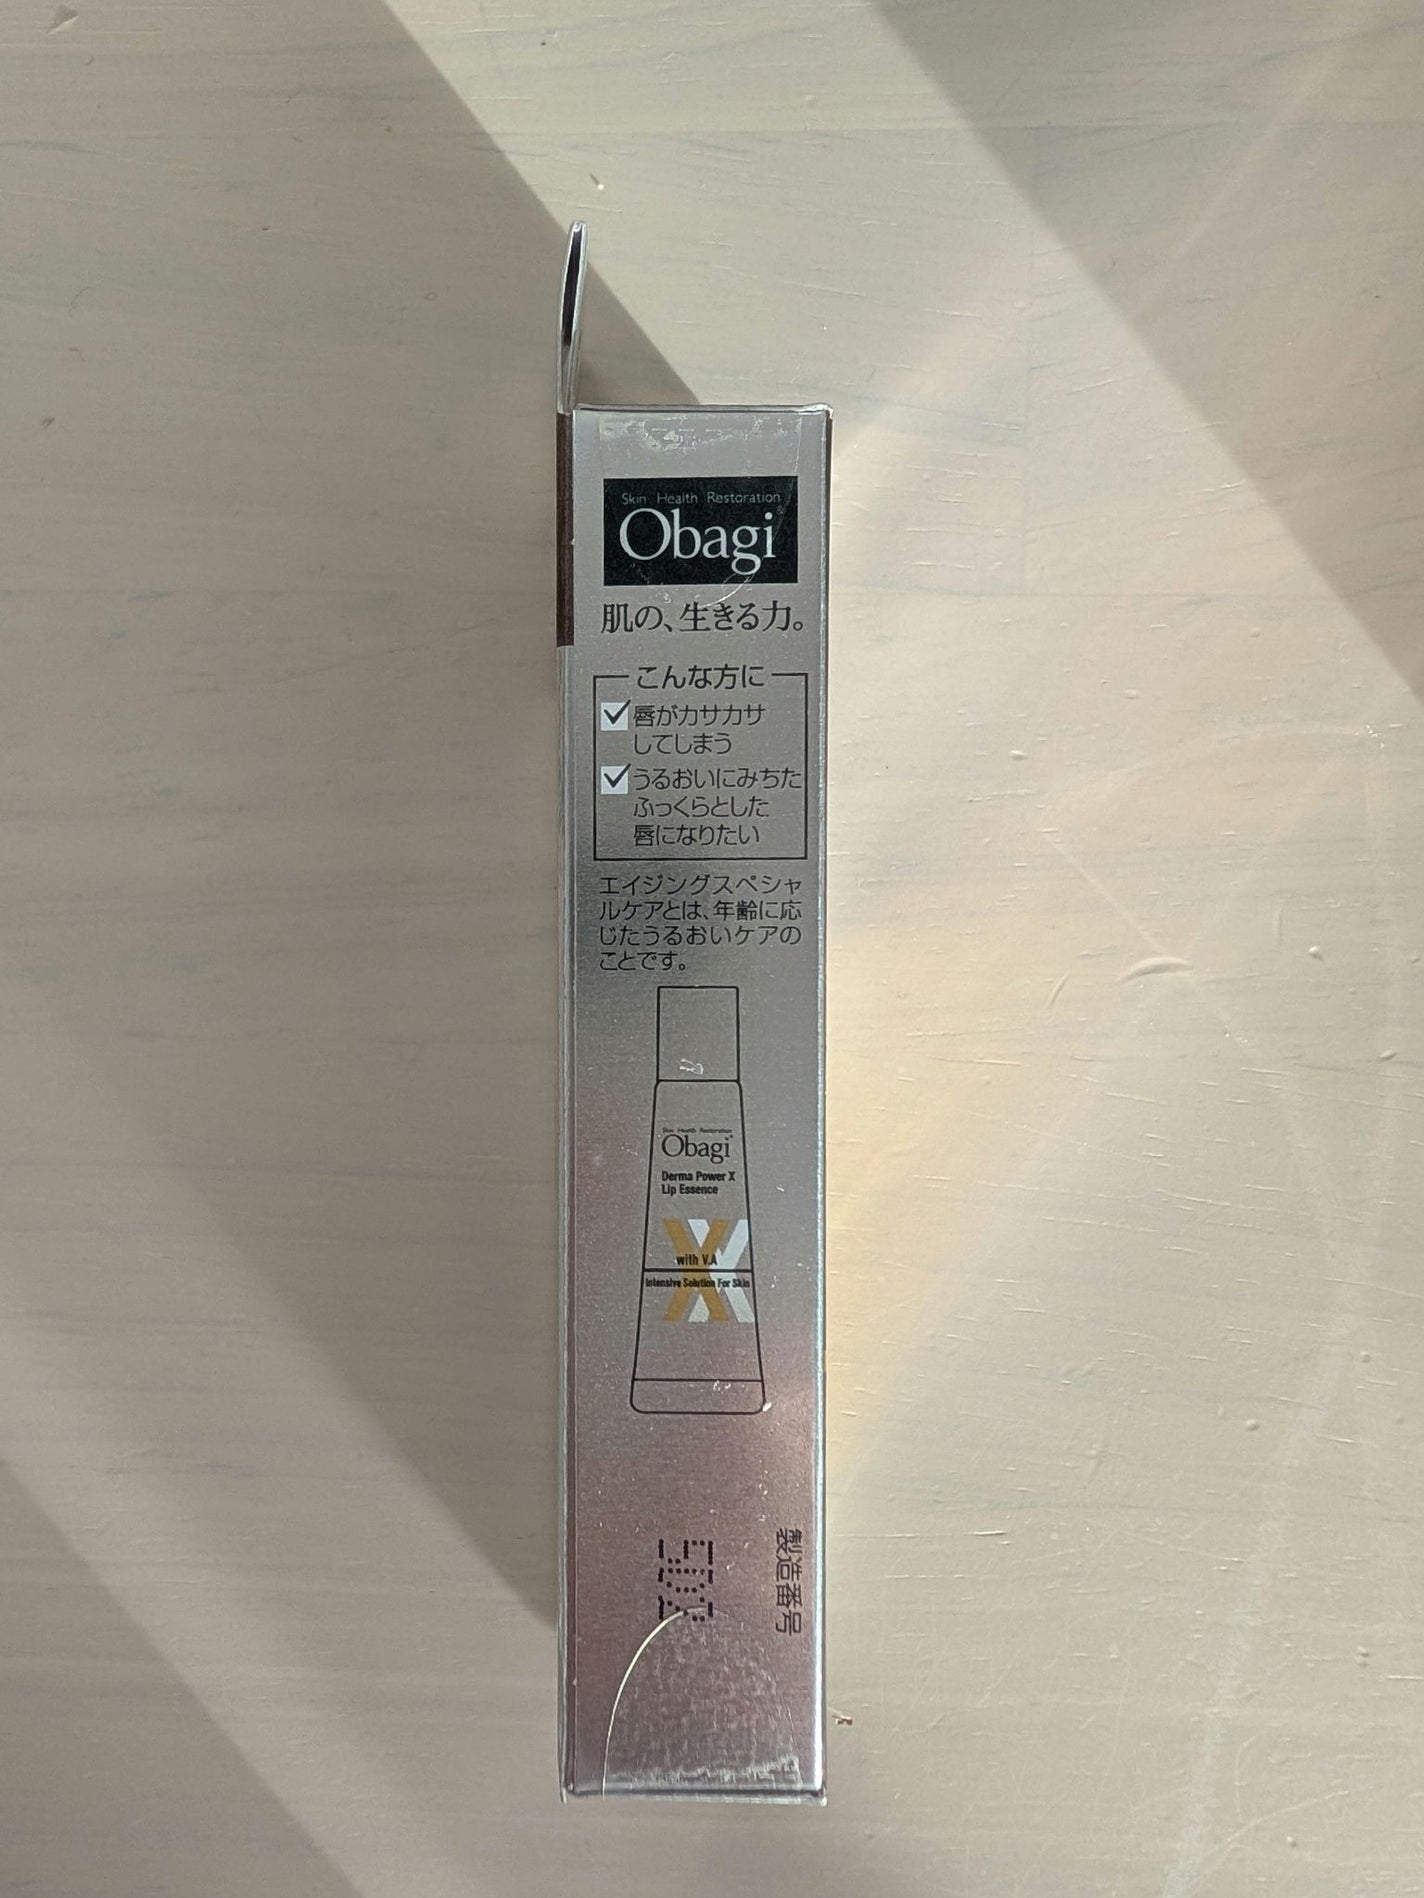 Skin Health Restoration
Obagi®
肌の、生きる力。
こんな方に
唇がカサカサ
してしまう
うるおいにみちた
ふっくらとした
唇になりたい
エイジングスペシャ
ルケアとは、年齢に応
じたうるおいケアの
ことです。
Skin Health Restoration
Obagi®
Derma Power X
Lip Essence
X
with V.A
Intensive Solution For Skin
製造番号